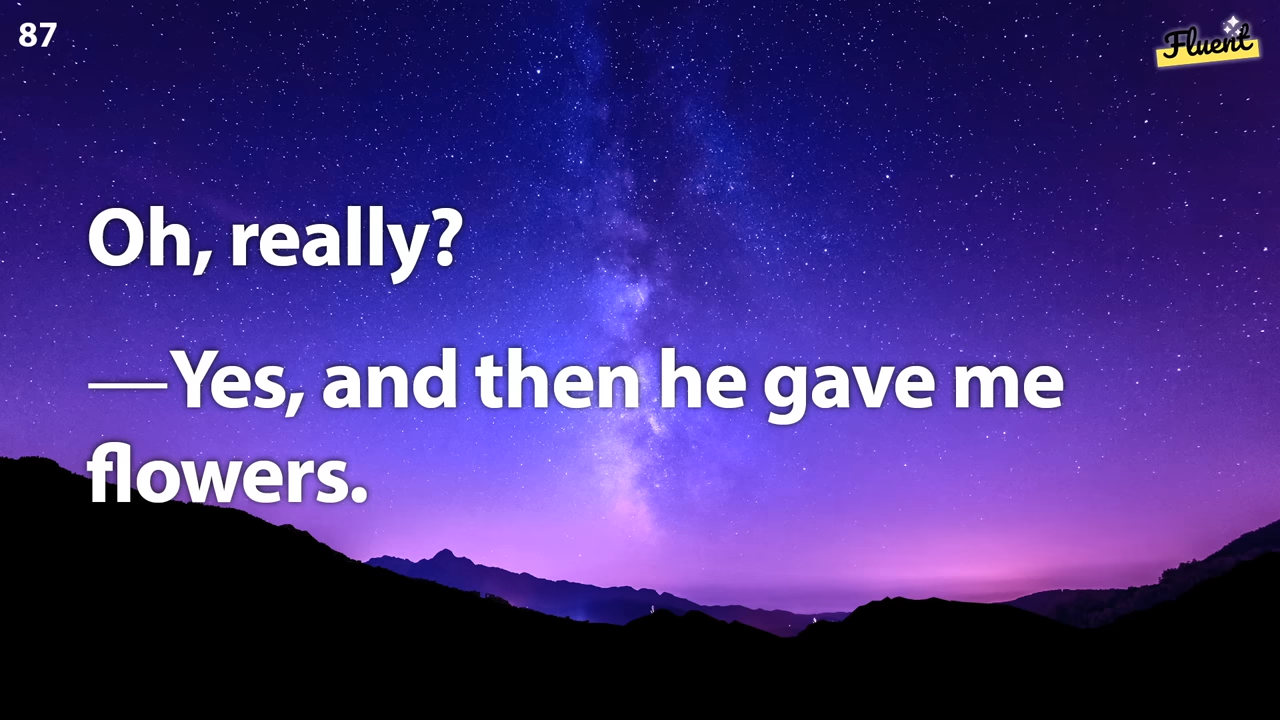 87
Fluent
Oh, really?
—Yes, and then he gave me
flowers.